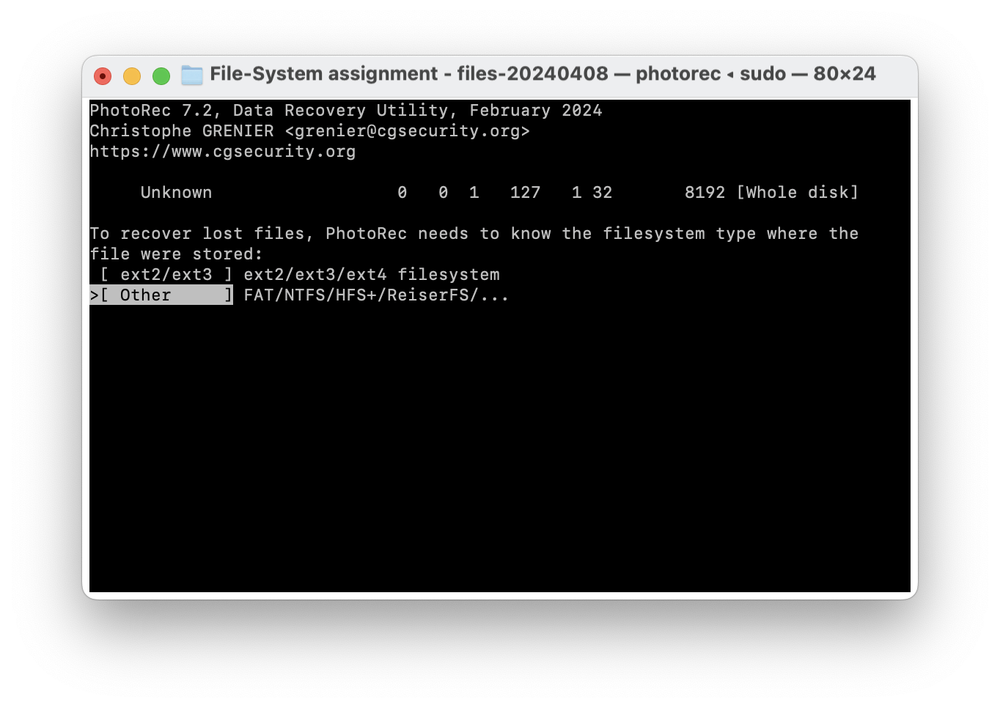 File-System assignment - files-20240408 — photorec ◂ sudo — 80×24
PhotoRec 7.2, Data Recovery Utility, February 2024
Christophe GRENIER <grenier@cgsecurity.org>
https://www.cgsecurity.org
Unknown                  0   0  1   127   1 32       8192 [Whole disk]
To recover lost files, PhotoRec needs to know the filesystem type where the
file were stored:
[ ext2/ext3 ] ext2/ext3/ext4 filesystem
>[ Other     ] FAT/NTFS/HFS+/ReiserFS/...